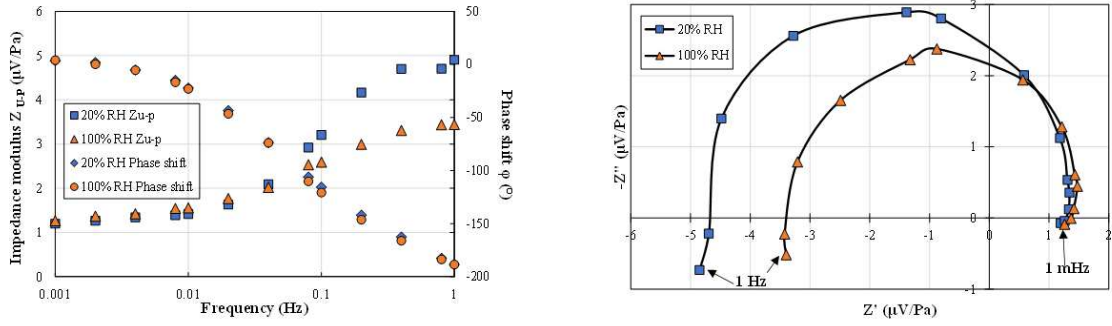 6
5
4
3
2
1
0
Impedance modulus Z U-P (μV/Pa)
50
0
-50
-100
-150
-200
Phase shift φ (°)
20% RH Zu-p
100% RH Zu-p
20% RH Phase shift
100% RH Phase shift
0.001
0.01
0.1
1
Frequency (Hz)
3
2
1
0
-1
-Z'' (μV/Pa)
20% RH
100% RH
-6
-5
-4
-3
-2
-1
0
1
2
1 Hz
1 mHz
Z' (μV/Pa)